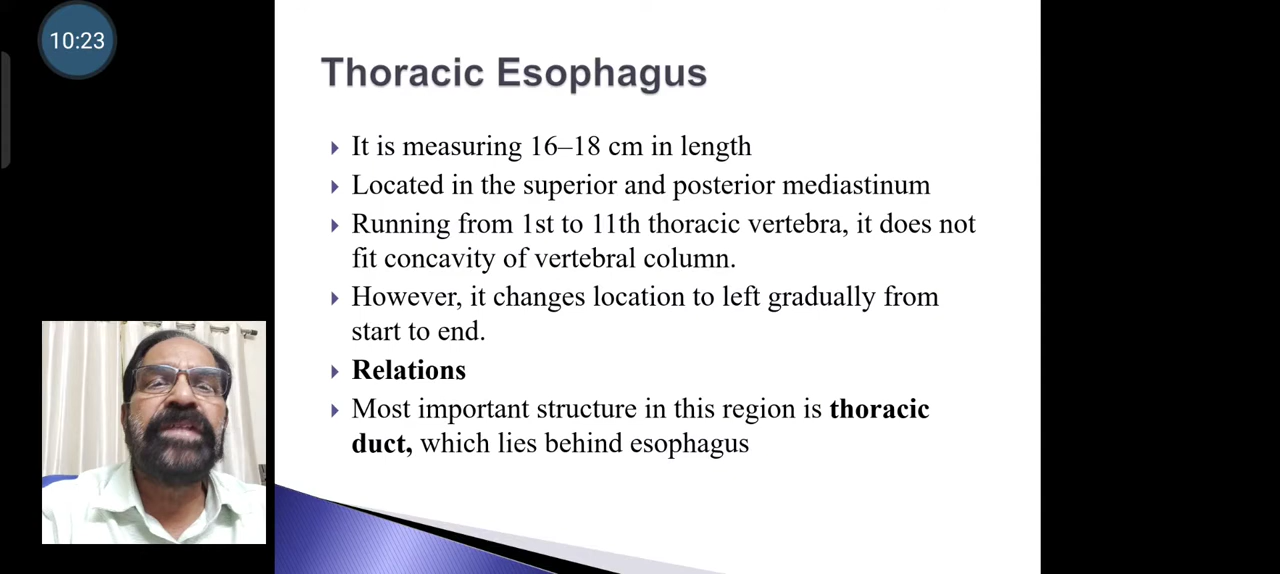 10:23
Thoracic Esophagus
It is measuring 16–18 cm in length
Located in the superior and posterior mediastinum
Running from 1st to 11th thoracic vertebra, it does not
fit concavity of vertebral column.
However, it changes location to left gradually from
start to end.
Relations
Most important structure in this region is thoracic
duct, which lies behind esophagus